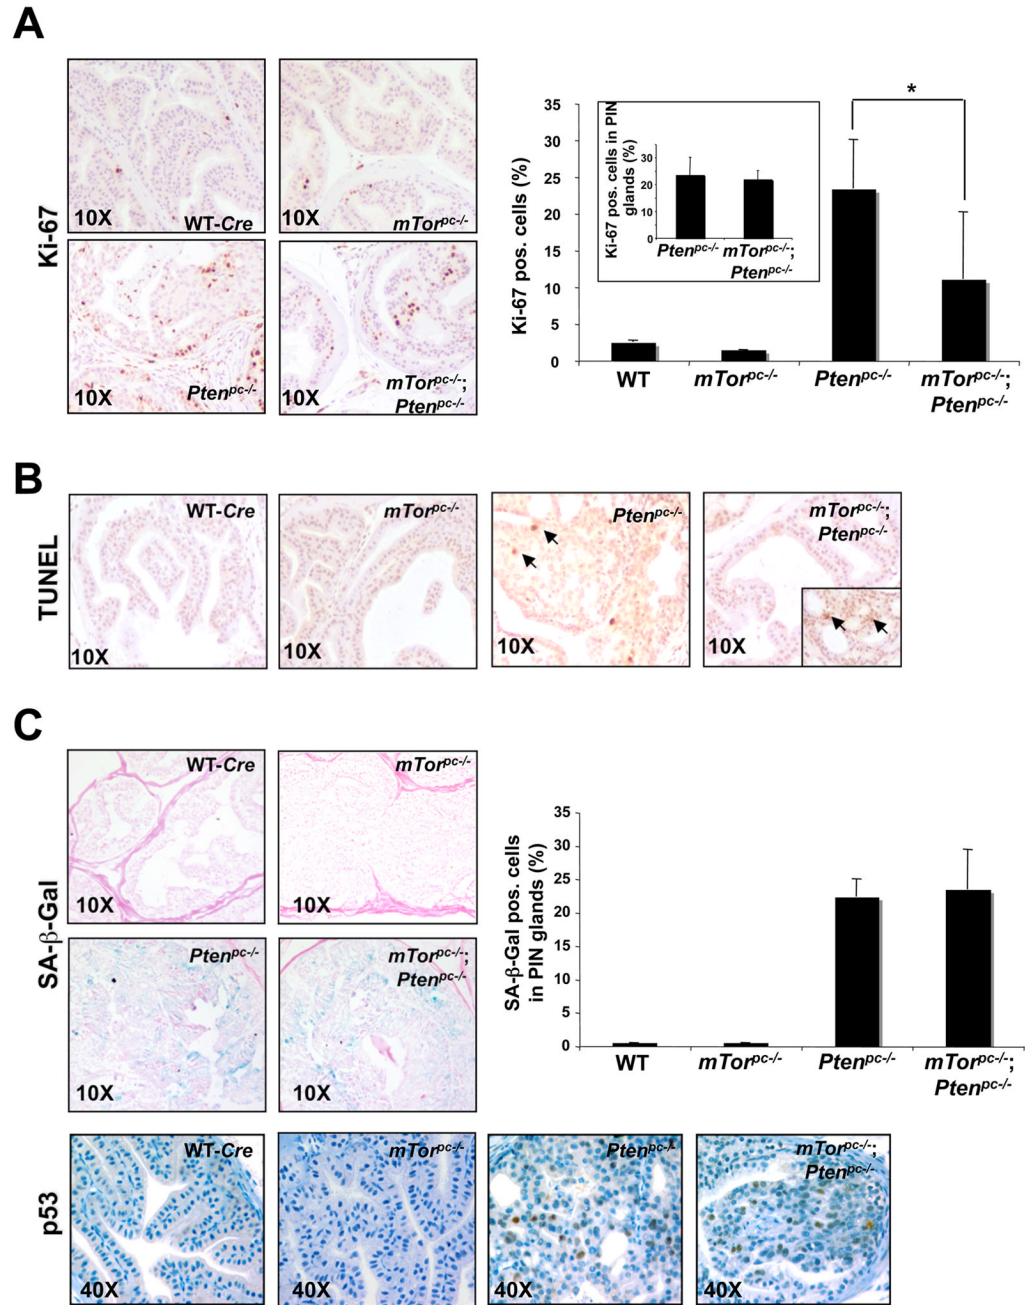 A
Ki-67
10X
WT-Cre
10X
mTorpc-/-
10X
Ptenpc-/-
10X
mTorpc-/-;
Ptenpc-/-
Ki-67 pos. cells (%)
35
30
25
20
15
10
5
0
WT
mTorpc-/-
Ptenpc-/-
mTorpc-/-;
Ptenpc-/-
*
Ki-67 pos. cells in PIN
glands (%)
30
20
10
0
Ptenpc-/-
mTorpc-/-;
Ptenpc-/-
B
TUNEL
WT-Cre
10X
mTorpc-/-
10X
Ptenpc-/-
10X
mTorpc-/-;
Ptenpc-/-
10X
C
SA-β-Gal
WT-Cre
10X
mTorpc-/-
10X
Ptenpc-/-
10X
mTorpc-/-;
Ptenpc-/-
10X
SA-β-Gal pos. cells
in PIN glands (%)
35
30
25
20
15
10
5
0
WT
mTorpc-/-
Ptenpc-/-
mTorpc-/-;
Ptenpc-/-
p53
WT-Cre
40X
mTorpc-/-
40X
Ptenpc-/-
40X
mTorpc-/-;
Ptenpc-/-
40X